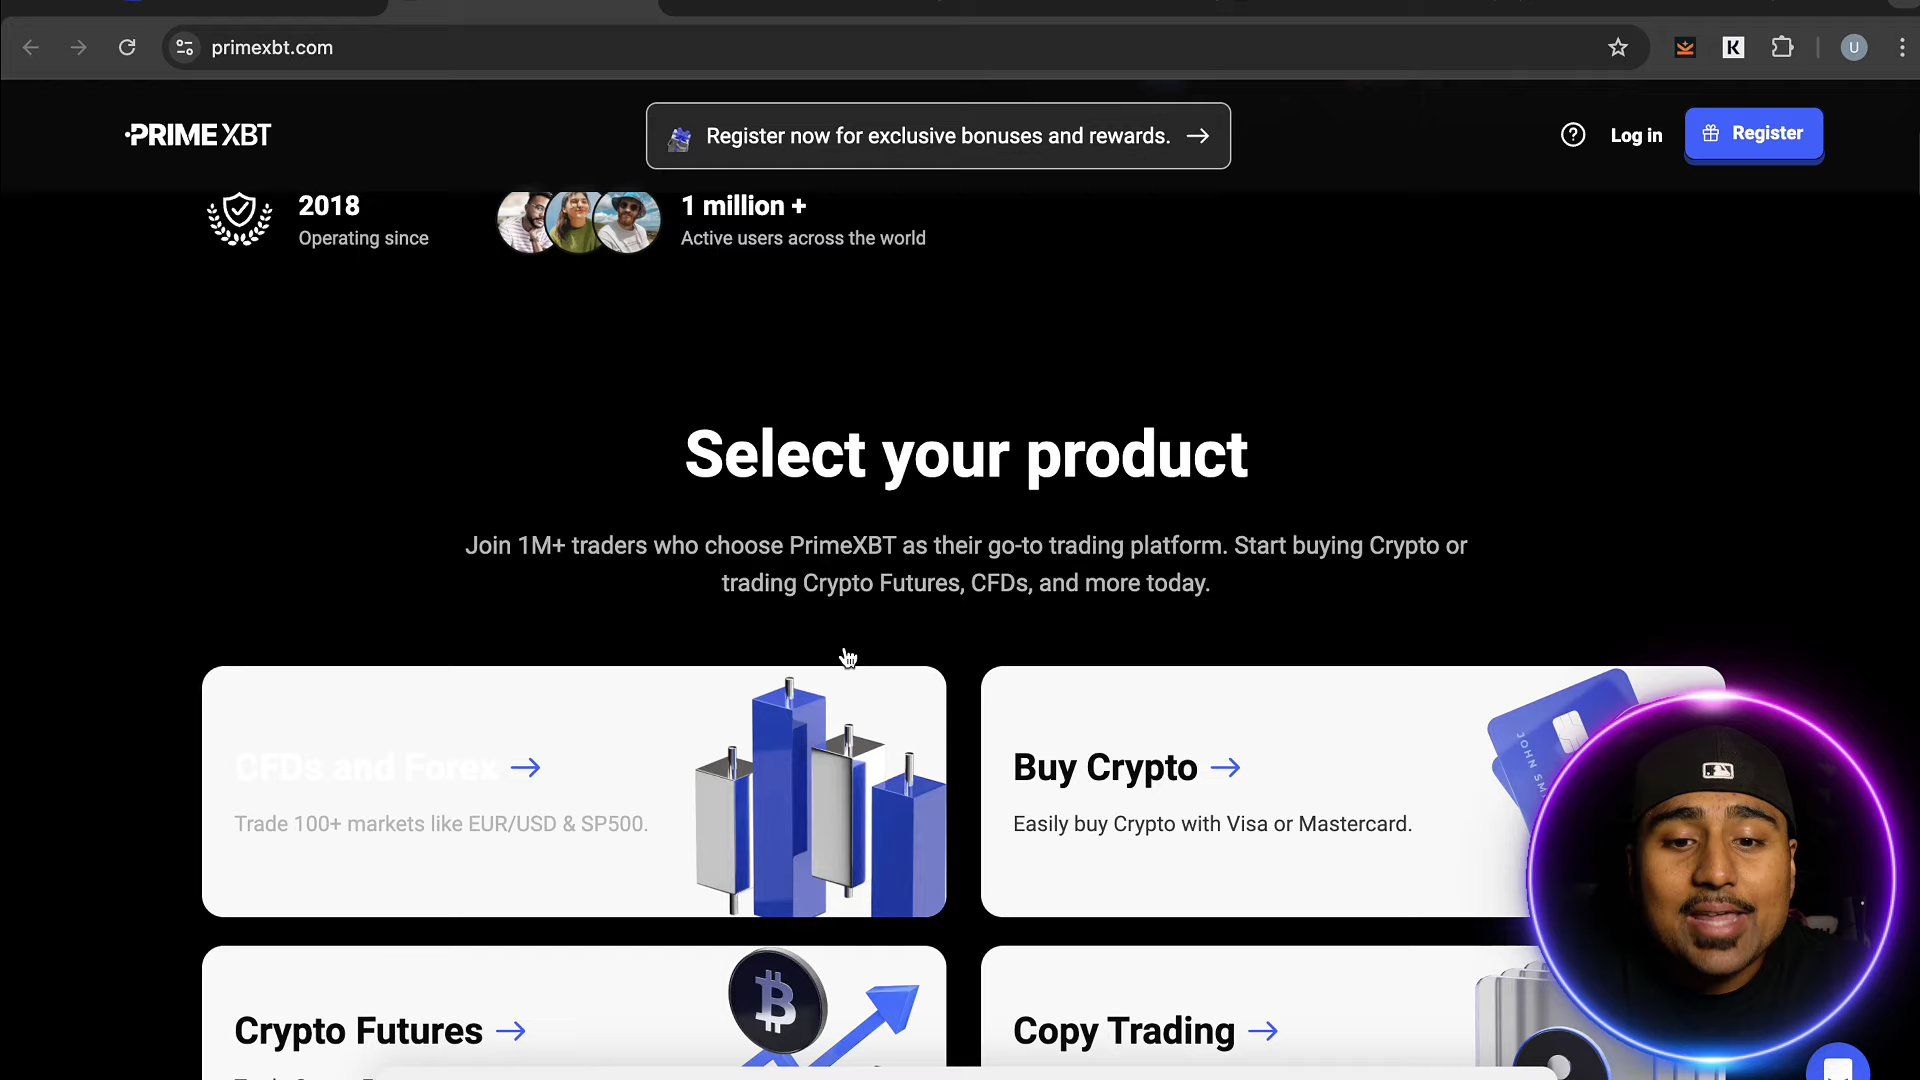 primexbt.com
K
U
PRIME XBT
Register now for exclusive bonuses and rewards.
Log in
Register
2018
Operating since
1 million +
Active users across the world
Select your product
Join 1M+ traders who choose PrimeXBT as their go-to trading platform. Start buying Crypto or
trading Crypto Futures, CFDs, and more today.
CFDs and Forex
Trade 100+ markets like EUR/USD & SP500.
Buy Crypto
Easily buy Crypto with Visa or Mastercard.
JOHN
Crypto Futures
Copy Trading